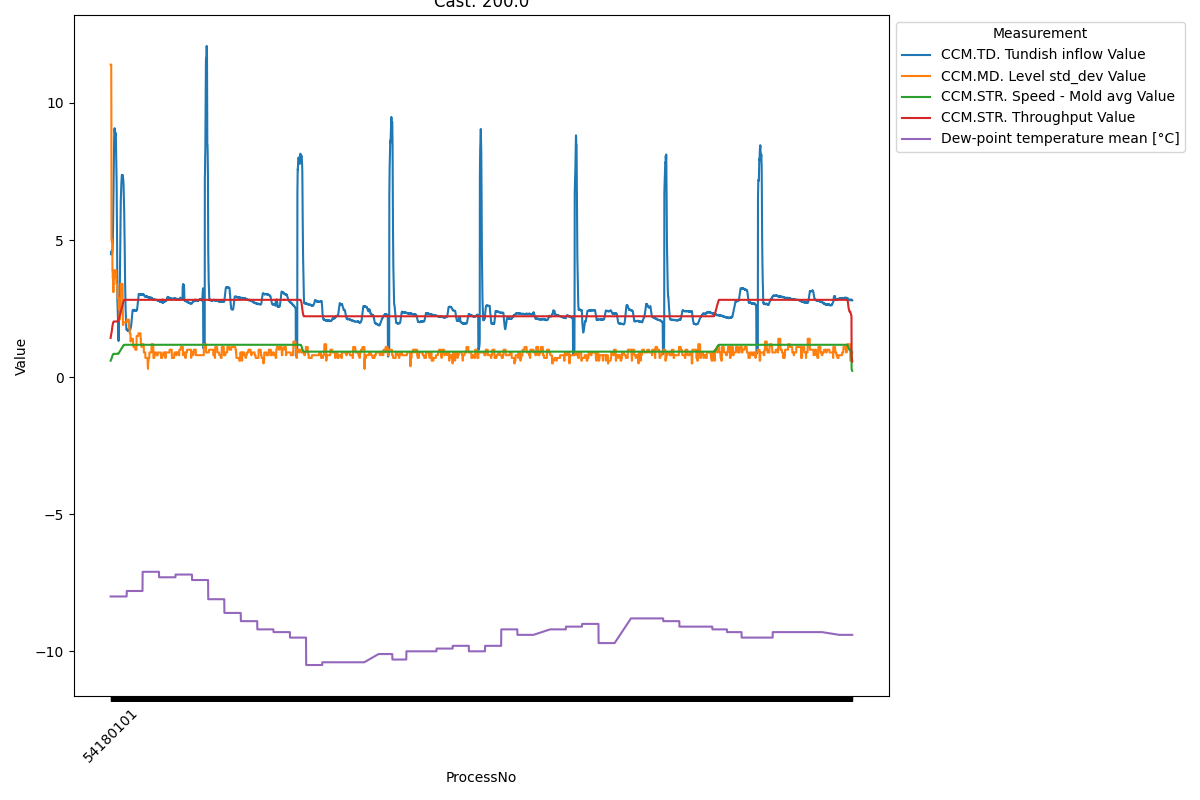 Cast: 200.0
Measurement
CCM.TD. Tundish inflow Value
CCM.MD. Level std_dev Value
CCM.STR. Speed - Mold avg Value
CCM.STR. Throughput Value
Dew-point temperature mean [°C]
10
5
0
−5
−10
Value
54180101
ProcessNo